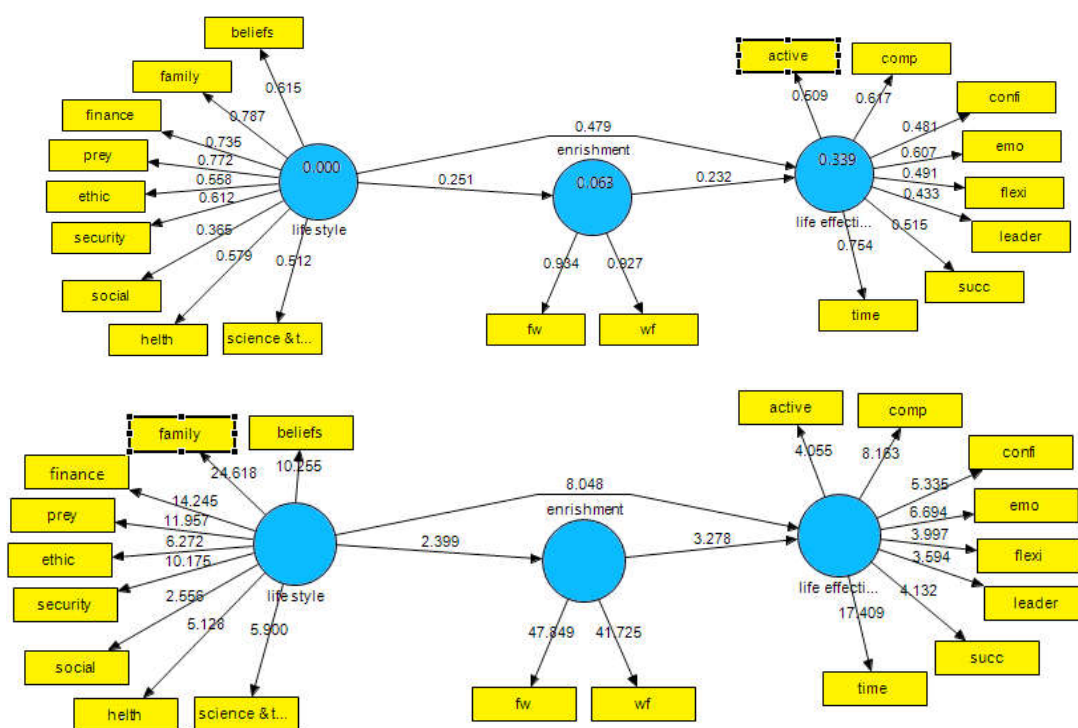 beliefs
active
comp
family
0.615
0.509
0.617
confi
finance
0.787
0.479
0.481
0.735
enrishment
emo
prey
0.772
0.000
0.339
0.607
0.558
0.251
0.063
0.232
0.491
flexi
ethic
0.612
0.433
security
life style
life effecti...
leader
0.365
0.515
0.579
0.512
0.934
0.927
0.754
social
succ
time
helth
science & t...
fw
wf
family
beliefs
active
comp
24.618
10.255
4.055
8.163
finance
confi
14.245
8.048
5.335
prey
11.957
enrishment
6.694
emo
6.272
2.399
3.278
3.997
ethic
10.175
flexi
3.594
security
2.556
life style
life effecti...
4.132
leader
5.128
5.900
47.849
41.725
17.409
social
succ
helth
science & t...
fw
wf
time